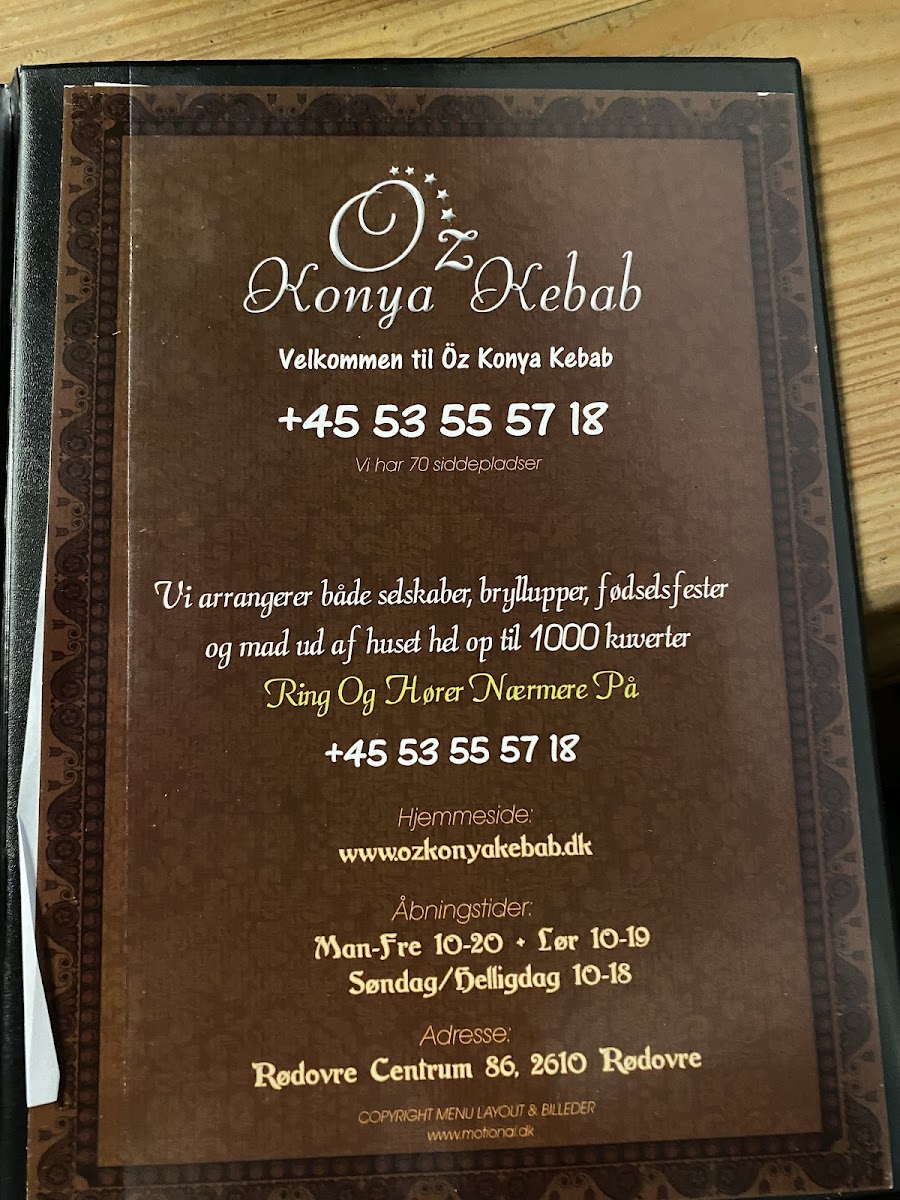 Öz
Konya Kebab
Velkommen til Öz Konya Kebab
+45 53 55 57 18
Vi har 70 siddepladser
Vi arrangerer både selskaber, bryllupper, fødselsfester
og mad ud af huset hel op til 1000 kuverter
Ring Og Hører Nærmere På
+45 53 55 57 18
Hjemmeside:
www.ozkonyakebab.dk
Åbningstider:
Man-Fre 10-20 + Lør 10-19
Søndag/Helligdag 10-18
Adresse:
Rødovre Centrum 86, 2610 Rødovre
COPYRIGHT MENU LAYOUT & BILLEDER
www.motional.dk